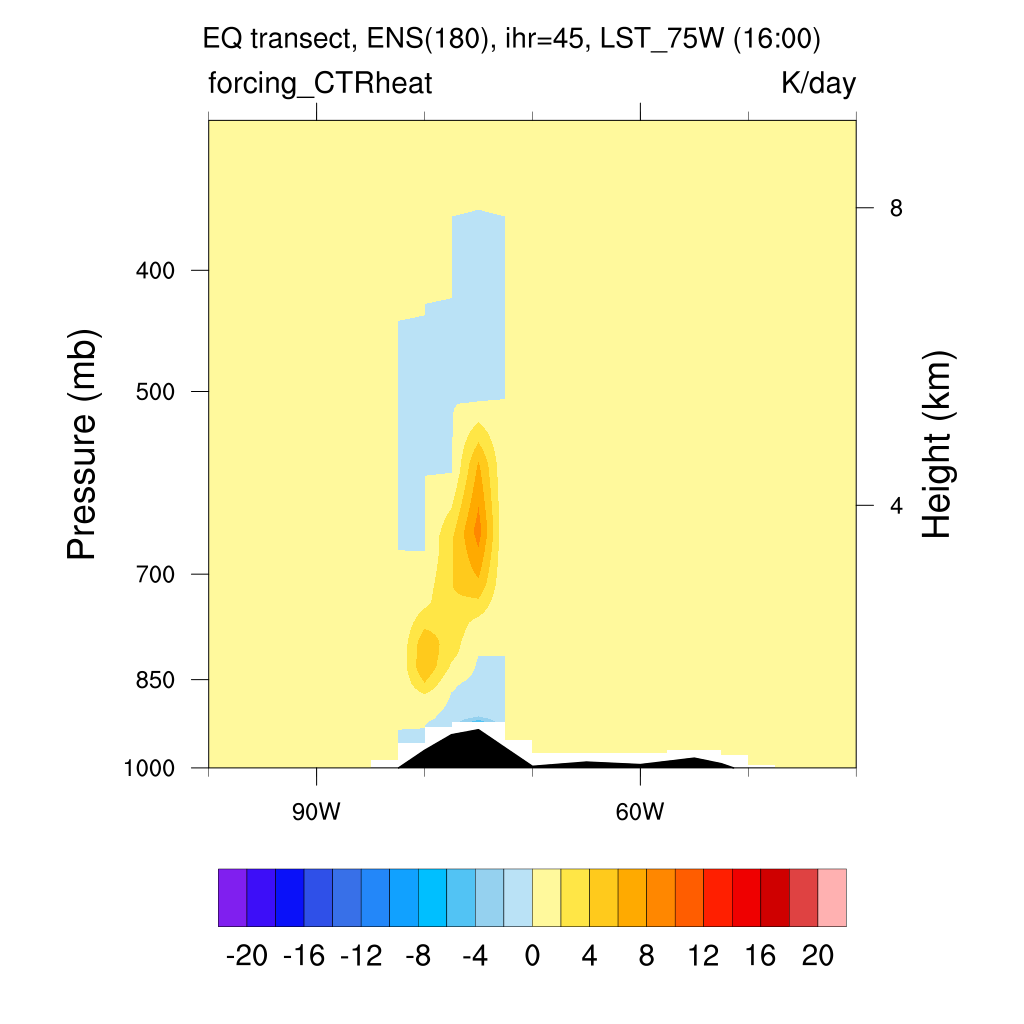 EQ transect, ENS(180), ihr=45, LST_75W (16:00)
forcing_CTRheat K/day
8
400
500
4
700
850
1000
Pressure (mb)
Height (km)
90W 60W
-20 -16 -12 -8 -4 0 4 8 12 16 20